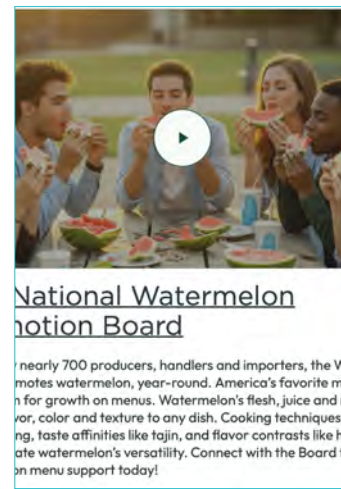 National Watermelon
motion Board
nearly 700 producers, handlers and importers, the W
motes watermelon, year-round. America's favorite m
for growth on menus. Watermelon's flesh, juice and
vor, color and texture to any dish. Cooking techniques
ng, taste affinities like tajin, and flavor contrasts like h
ate watermelon's versatility. Connect with the Board
on menu support today!